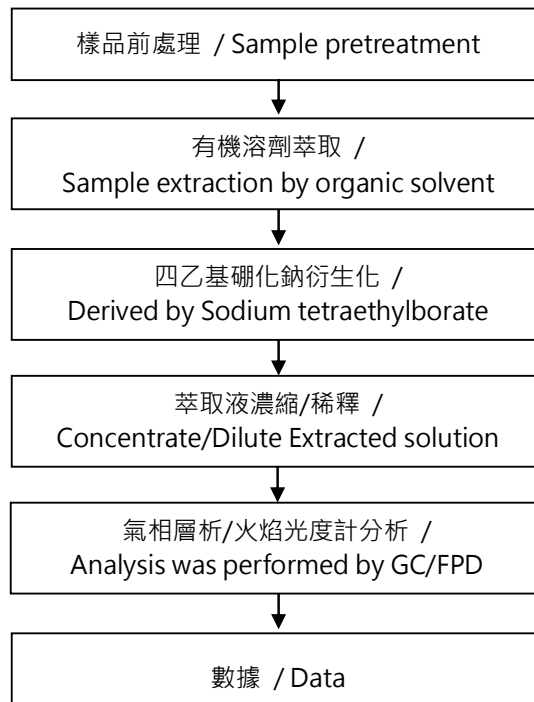 樣品前處理 / Sample pretreatment
有機溶劑萃取 /
Sample extraction by organic solvent
四乙基硼化鈉衍生化 /
Derived by Sodium tetraethylborate
萃取液濃縮/稀釋 /
Concentrate/Dilute Extracted solution
氣相層析/火焰光度計分析 /
Analysis was performed by GC/FPD
數據 / Data